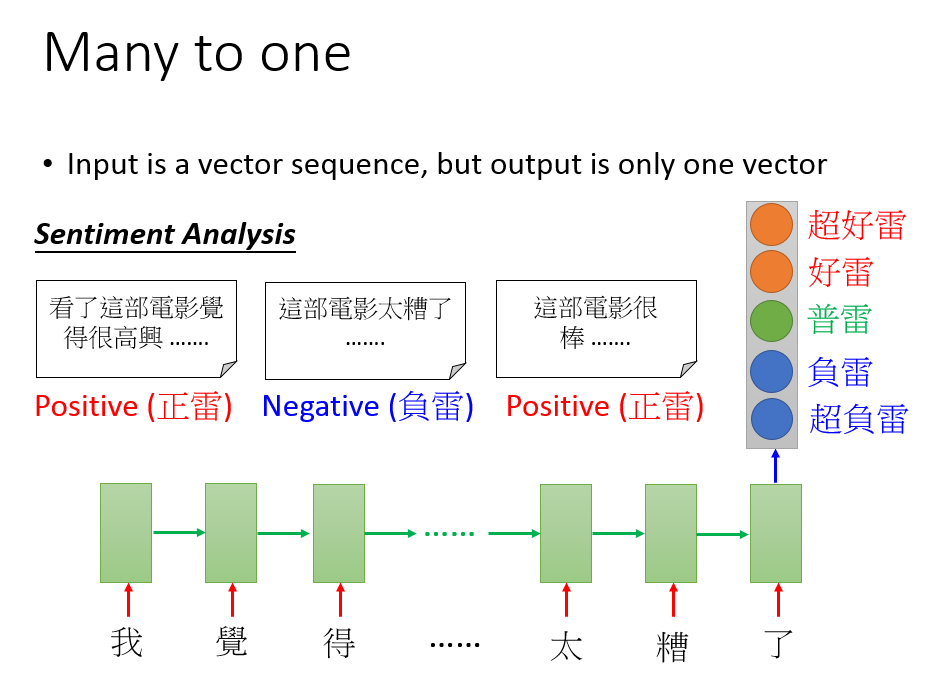 Many to one
• Input is a vector sequence, but output is only one vector
Sentiment Analysis
看了這部電影覺
得很高興 …….
Positive (正雷)
這部電影太糟了
…….
Negative (負雷)
這部電影很
棒 …….
Positive (正雷)
超好雷
好雷
普雷
負雷
超負雷
……
我 覺 得 …… 太 糟 了